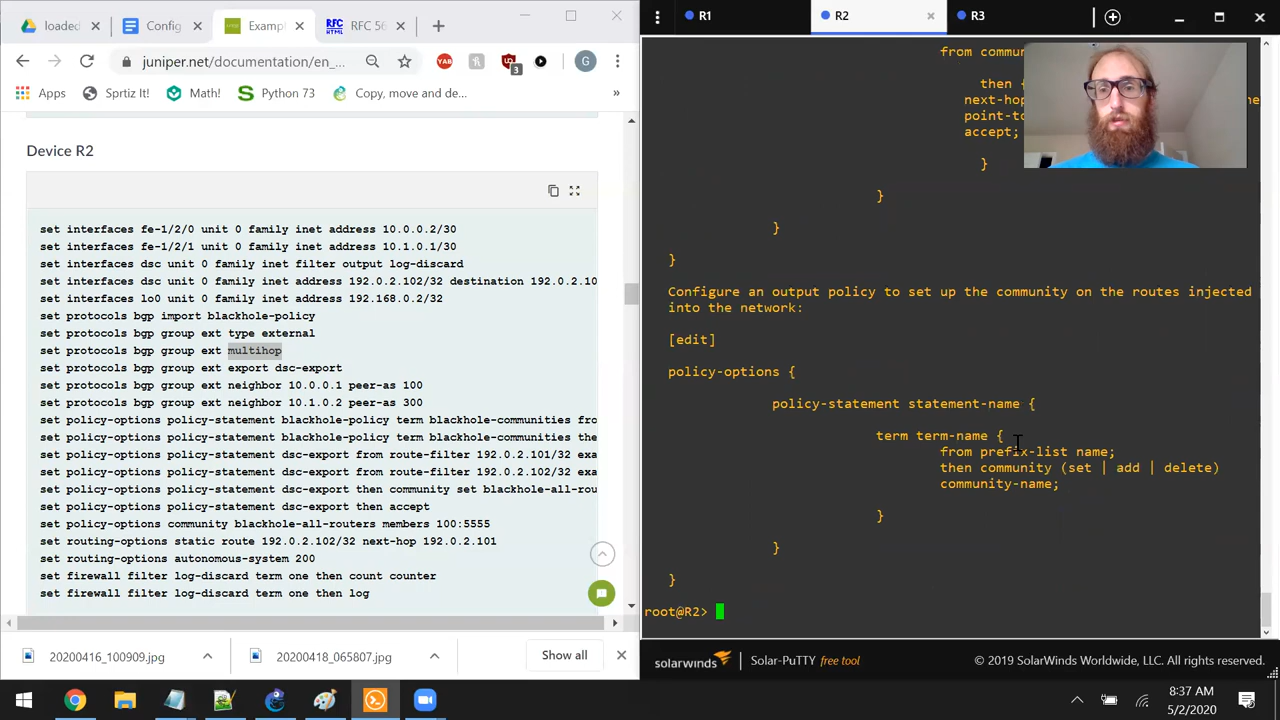 loaded
Config
Exampl
RFC 56
juniper.net/documentation/en_...
YAB
3
G
Apps
Sprtiz It!
Math!
Python 73
Copy, move and de...
»
Device R2
set interfaces fe-1/2/0 unit 0 family inet address 10.0.0.2/30
set interfaces fe-1/2/1 unit 0 family inet address 10.1.0.1/30
set interfaces dsc unit 0 family inet filter output log-discard
set interfaces dsc unit 0 family inet address 192.0.2.102/32 destination 192.0.2.10
set interfaces lo0 unit 0 family inet address 192.168.0.2/32
set protocols bgp import blackhole-policy
set protocols bgp group ext type external
set protocols bgp group ext multihop
set protocols bgp group ext export dsc-export
set protocols bgp group ext neighbor 10.0.0.1 peer-as 100
set protocols bgp group ext neighbor 10.1.0.2 peer-as 300
set policy-options policy-statement blackhole-policy term blackhole-communities fro
set policy-options policy-statement blackhole-policy term blackhole-communities the
set policy-options policy-statement dsc-export from route-filter 192.0.2.101/32 exa
set policy-options policy-statement dsc-export from route-filter 192.0.2.102/32 exa
set policy-options policy-statement dsc-export then community set blackhole-all-rou
set policy-options policy-statement dsc-export then accept
set policy-options community blackhole-all-routers members 100:5555
set routing-options static route 192.0.2.102/32 next-hop 192.0.2.101
set routing-options autonomous-system 200
set firewall filter log-discard term one then count counter
set firewall filter log-discard term one then log
20200416_100909.jpg
20200418_065807.jpg
Show all
R1
R2
R3
from commu
then {
next-hop
ne
point-to
accept;
}
}
}
}
Configure an output policy to set up the community on the routes injected
into the network:
[edit]
policy-options {
policy-statement statement-name {
term term-name {
from prefix-list name;
then community (set | add | delete)
community-name;
}
}
}
root@R2>
solarwinds
Solar-PuTTY free tool
© 2019 SolarWinds Worldwide, LLC. All rights reserved.
8:37 AM
5/2/2020